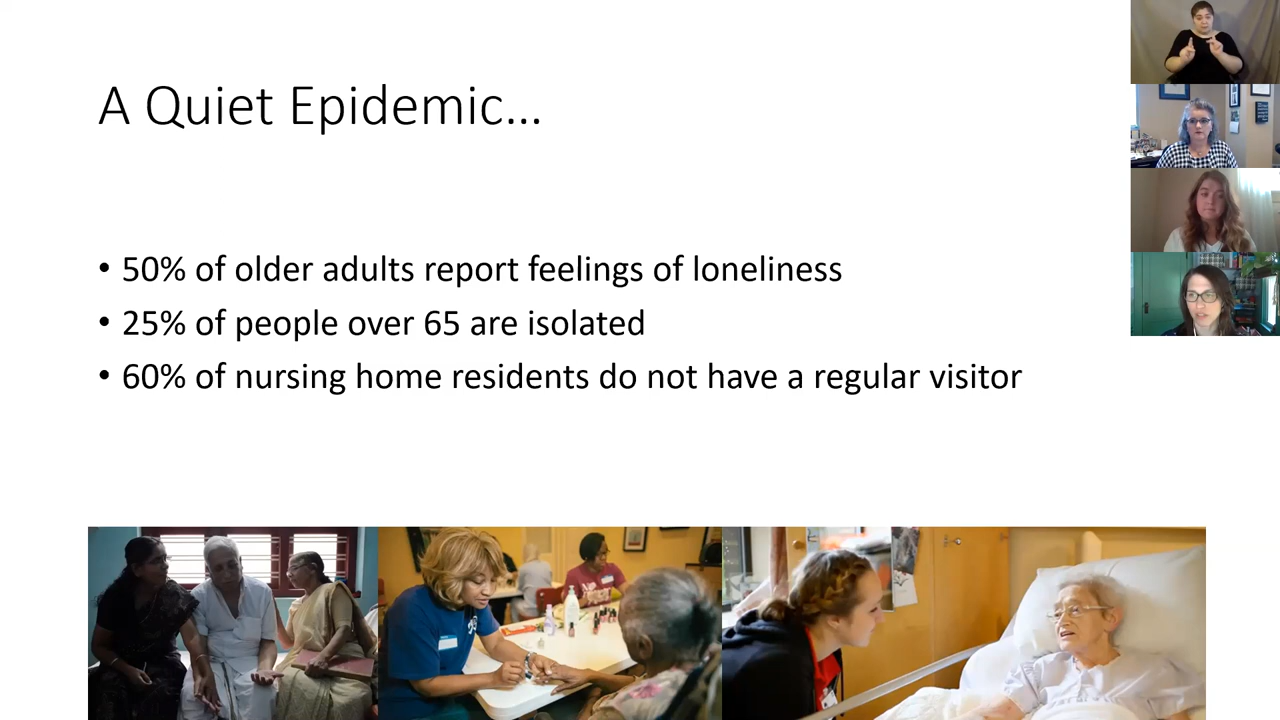 A Quiet Epidemic...
• 50% of older adults report feelings of loneliness
• 25% of people over 65 are isolated
• 60% of nursing home residents do not have a regular visitor